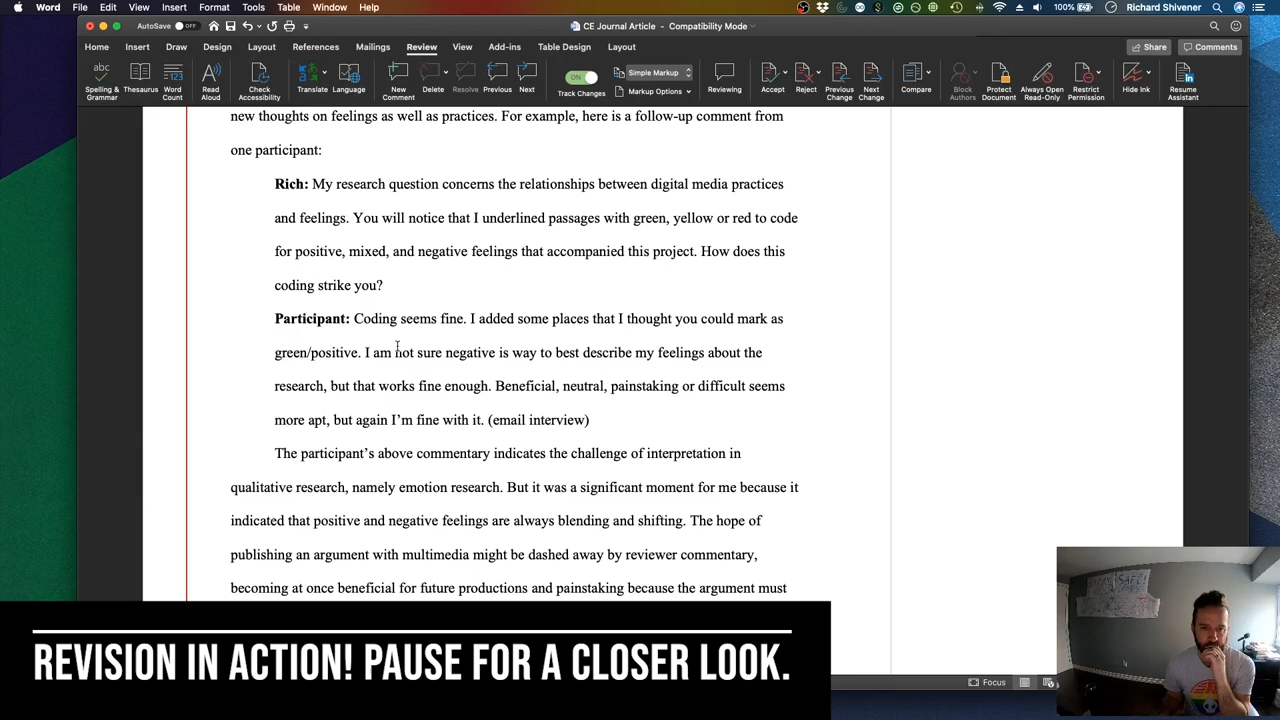 Word File Edit View Insert Format Tools Table Window Help 100% Richard Shivener
AutoSave OFF CE Journal Article - Compatibility Mode
Home Insert Draw Design Layout References Mailings Review View Add-ins Table Design Layout Share Comments
abc 123 A ON Simple Markup
Spelling & Grammar Thesaurus Word Count Read Aloud Check Accessibility Translate Language New Comment Delete Resolve Previous Next Track Changes Markup Options Reviewing Accept Reject Previous Change Next Change Compare Block Authors Protect Document Always Open Read-Only Restrict Permission Hide Ink Resume Assistant
new thoughts on feelings as well as practices. For example, here is a follow-up comment from
one participant:
Rich: My research question concerns the relationships between digital media practices
and feelings. You will notice that I underlined passages with green, yellow or red to code
for positive, mixed, and negative feelings that accompanied this project. How does this
coding strike you?
Participant: Coding seems fine. I added some places that I thought you could mark as
green/positive. I am not sure negative is way to best describe my feelings about the
research, but that works fine enough. Beneficial, neutral, painstaking or difficult seems
more apt, but again I’m fine with it. (email interview)
The participant’s above commentary indicates the challenge of interpretation in
qualitative research, namely emotion research. But it was a significant moment for me because it
indicated that positive and negative feelings are always blending and shifting. The hope of
publishing an argument with multimedia might be dashed away by reviewer commentary,
becoming at once beneficial for future productions and painstaking because the argument must
REVISION IN ACTION! PAUSE FOR A CLOSER LOOK.
Focus